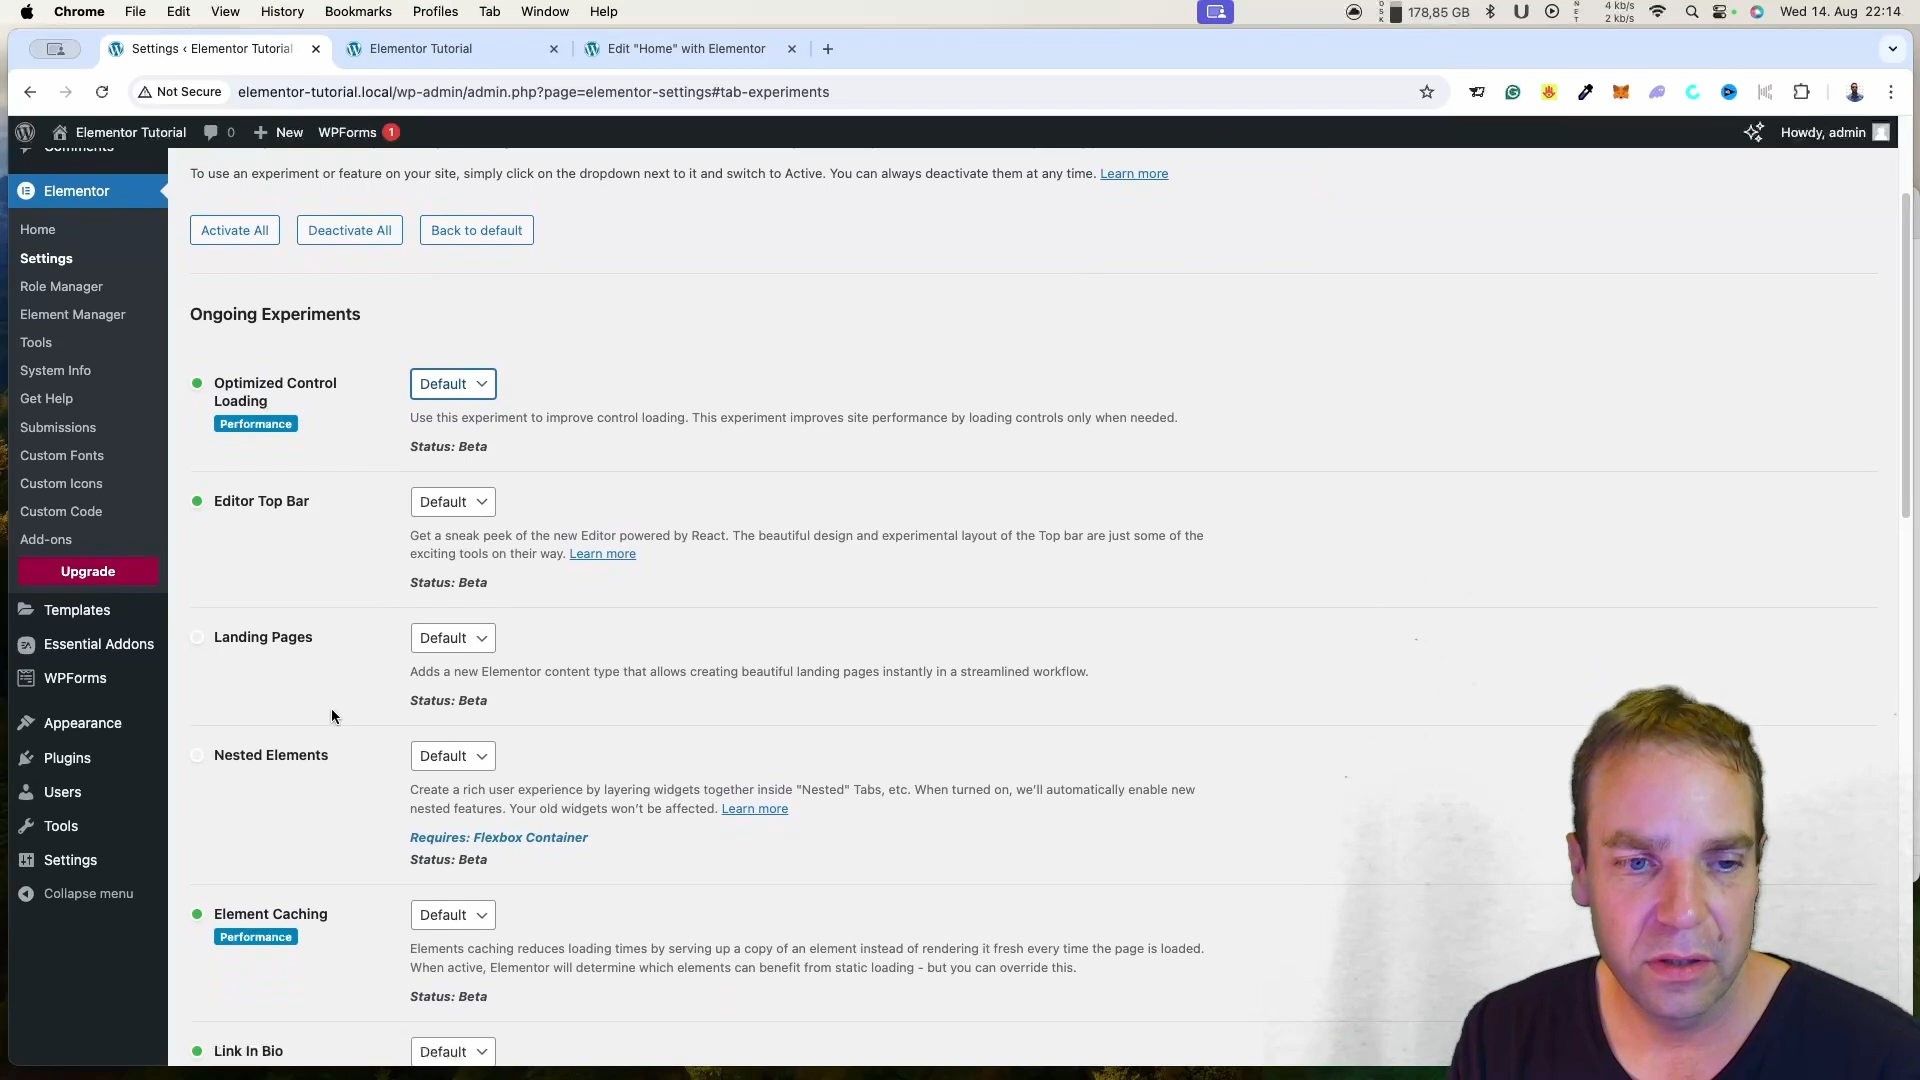 Chrome File Edit View History Bookmarks Profiles Tab Window Help
178,85 GB
4 kb/s
2 kb/s
Wed 14. Aug 22:14
Settings ‹ Elementor Tutorial
Elementor Tutorial
Edit "Home" with Elementor
Not Secure
elementor-tutorial.local/wp-admin/admin.php?page=elementor-settings#tab-experiments
Elementor Tutorial
0
New
WPForms 1
Howdy, admin
Comments
Elementor
Home
Settings
Role Manager
Element Manager
Tools
System Info
Get Help
Submissions
Custom Fonts
Custom Icons
Custom Code
Add-ons
Upgrade
Templates
Essential Addons
WPForms
Appearance
Plugins
Users
Tools
Settings
Collapse menu
To use an experiment or feature on your site, simply click on the dropdown next to it and switch to Active. You can always deactivate them at any time. Learn more
Activate All
Deactivate All
Back to default
Ongoing Experiments
Optimized Control
Loading
Performance
Default
Use this experiment to improve control loading. This experiment improves site performance by loading controls only when needed.
Status: Beta
Editor Top Bar
Default
Get a sneak peek of the new Editor powered by React. The beautiful design and experimental layout of the Top bar are just some of the
exciting tools on their way. Learn more
Status: Beta
Landing Pages
Default
Adds a new Elementor content type that allows creating beautiful landing pages instantly in a streamlined workflow.
Status: Beta
Nested Elements
Default
Create a rich user experience by layering widgets together inside "Nested" Tabs, etc. When turned on, we'll automatically enable new
nested features. Your old widgets won't be affected. Learn more
Requires: Flexbox Container
Status: Beta
Element Caching
Performance
Default
Elements caching reduces loading times by serving up a copy of an element instead of rendering it fresh every time the page is loaded.
When active, Elementor will determine which elements can benefit from static loading - but you can override this.
Status: Beta
Link In Bio
Default